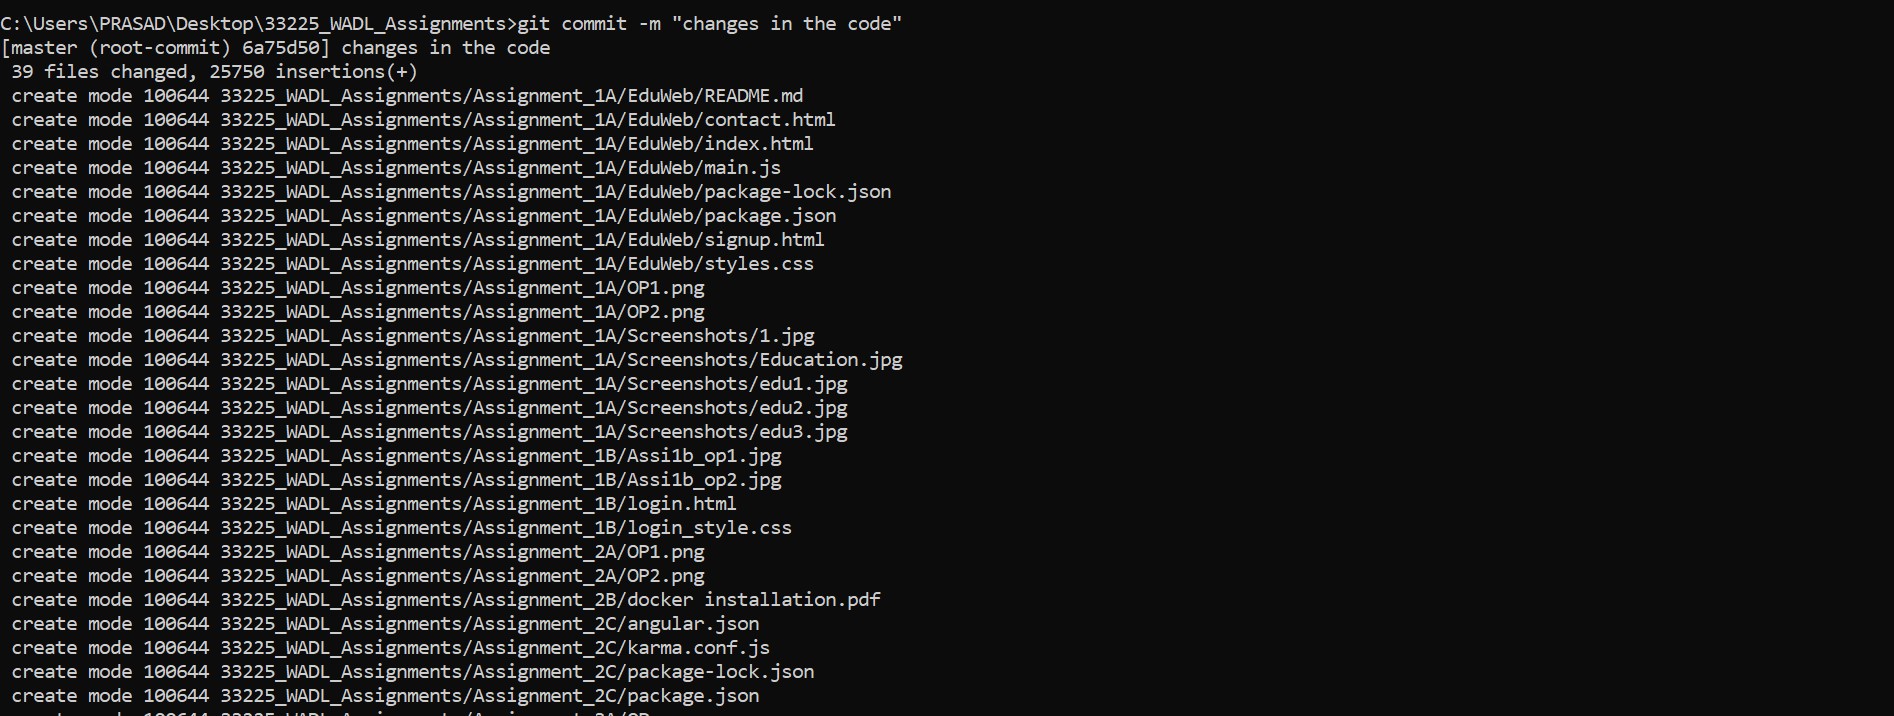 C:\Users\PRASAD\Desktop\33225_WADL_Assignments>git commit -m "changes in the code"
[master (root-commit) 6a75d50] changes in the code
 39 files changed, 25750 insertions(+)
 create mode 100644 33225_WADL_Assignments/Assignment_1A/EduWeb/README.md
 create mode 100644 33225_WADL_Assignments/Assignment_1A/EduWeb/contact.html
 create mode 100644 33225_WADL_Assignments/Assignment_1A/EduWeb/index.html
 create mode 100644 33225_WADL_Assignments/Assignment_1A/EduWeb/main.js
 create mode 100644 33225_WADL_Assignments/Assignment_1A/EduWeb/package-lock.json
 create mode 100644 33225_WADL_Assignments/Assignment_1A/EduWeb/package.json
 create mode 100644 33225_WADL_Assignments/Assignment_1A/EduWeb/signup.html
 create mode 100644 33225_WADL_Assignments/Assignment_1A/EduWeb/styles.css
 create mode 100644 33225_WADL_Assignments/Assignment_1A/OP1.png
 create mode 100644 33225_WADL_Assignments/Assignment_1A/OP2.png
 create mode 100644 33225_WADL_Assignments/Assignment_1A/Screenshots/1.jpg
 create mode 100644 33225_WADL_Assignments/Assignment_1A/Screenshots/Education.jpg
 create mode 100644 33225_WADL_Assignments/Assignment_1A/Screenshots/edu1.jpg
 create mode 100644 33225_WADL_Assignments/Assignment_1A/Screenshots/edu2.jpg
 create mode 100644 33225_WADL_Assignments/Assignment_1A/Screenshots/edu3.jpg
 create mode 100644 33225_WADL_Assignments/Assignment_1B/Assi1b_op1.jpg
 create mode 100644 33225_WADL_Assignments/Assignment_1B/Assi1b_op2.jpg
 create mode 100644 33225_WADL_Assignments/Assignment_1B/login.html
 create mode 100644 33225_WADL_Assignments/Assignment_1B/login_style.css
 create mode 100644 33225_WADL_Assignments/Assignment_2A/OP1.png
 create mode 100644 33225_WADL_Assignments/Assignment_2A/OP2.png
 create mode 100644 33225_WADL_Assignments/Assignment_2B/docker installation.pdf
 create mode 100644 33225_WADL_Assignments/Assignment_2C/angular.json
 create mode 100644 33225_WADL_Assignments/Assignment_2C/karma.conf.js
 create mode 100644 33225_WADL_Assignments/Assignment_2C/package-lock.json
 create mode 100644 33225_WADL_Assignments/Assignment_2C/package.json